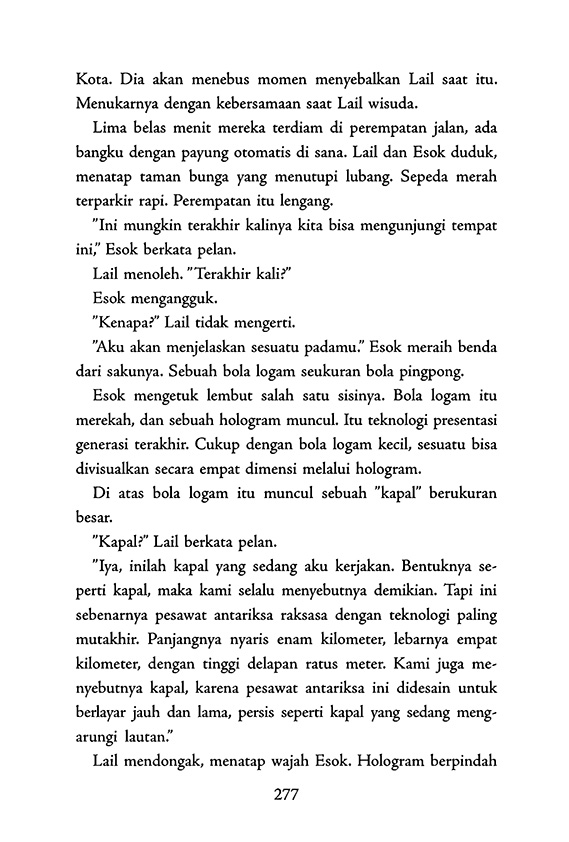 Kota. Dia akan menebus momen menyebalkan Lail saat itu.
Menukarnya dengan kebersamaan saat Lail wisuda.
Lima belas menit mereka terdiam di perempatan jalan, ada
bangku dengan payung otomatis di sana. Lail dan Esok duduk,
menatap taman bunga yang menutupi lubang. Sepeda merah
terparkir rapi. Perempatan itu lengang.
”Ini mungkin terakhir kalinya kita bisa mengunjungi tempat
ini,” Esok berkata pelan.
Lail menoleh. ”Terakhir kali?”
Esok mengangguk.
”Kenapa?” Lail tidak mengerti.
”Aku akan menjelaskan sesuatu padamu.” Esok meraih benda
dari sakunya. Sebuah bola logam seukuran bola pingpong.
Esok mengetuk lembut salah satu sisinya. Bola logam itu
merekah, dan sebuah hologram muncul. Itu teknologi presentasi
generasi terakhir. Cukup dengan bola logam kecil, sesuatu bisa
divisualkan secara empat dimensi melalui hologram.
Di atas bola logam itu muncul sebuah ”kapal” berukuran
besar.
”Kapal?” Lail berkata pelan.
”Iya, inilah kapal yang sedang aku kerjakan. Bentuknya se-
perti kapal, maka kami selalu menyebutnya demikian. Tapi ini
sebenarnya pesawat antariksa raksasa dengan teknologi paling
mutakhir. Panjangnya nyaris enam kilometer, lebarnya empat
kilometer, dengan tinggi delapan ratus meter. Kami juga me-
nyebutnya kapal, karena pesawat antariksa ini didesain untuk
berlayar jauh dan lama, persis seperti kapal yang sedang meng-
arungi lautan.”
Lail mendongak, menatap wajah Esok. Hologram berpindah
277